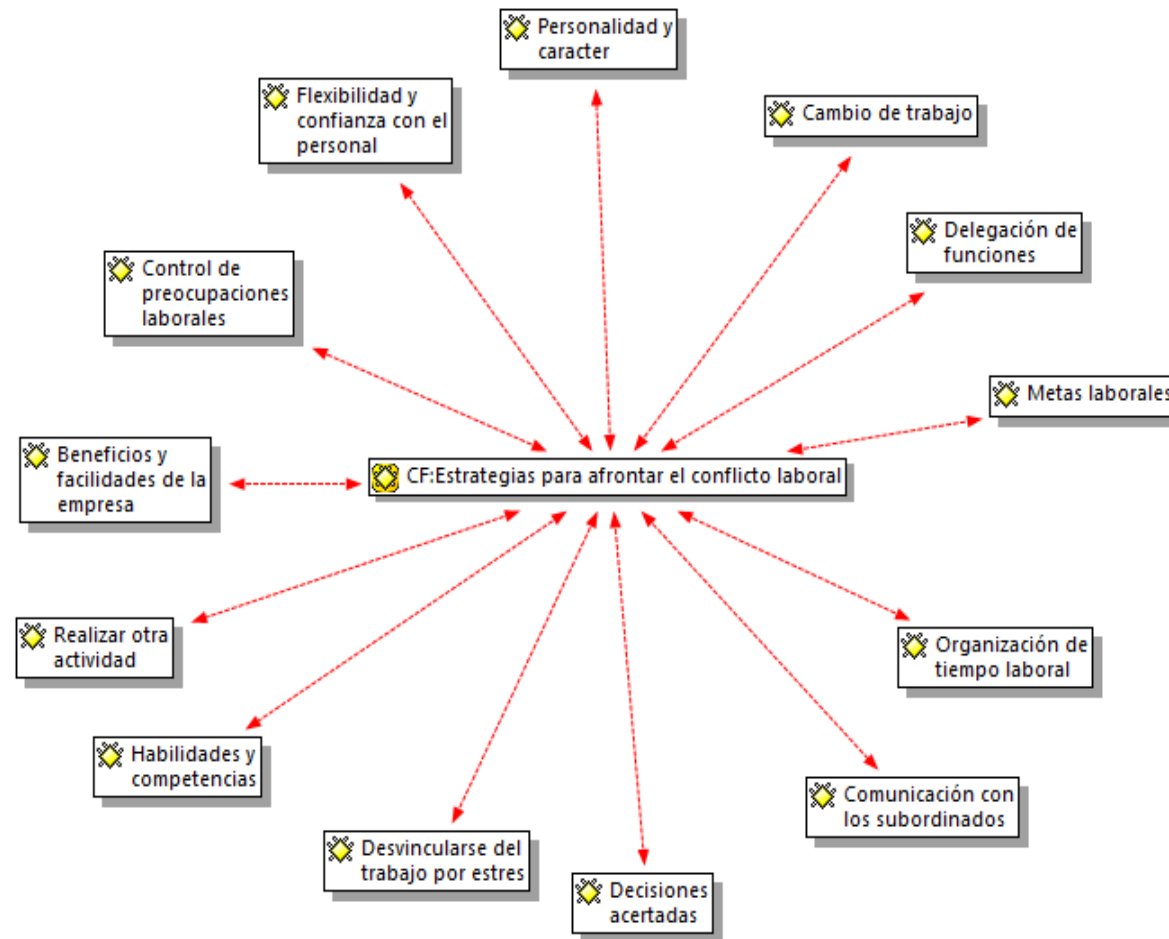 Personalidad y
caracter
Flexibilidad y
confianza con el
personal
Cambio de trabajo
Delegación de
funciones
Control de
preocupaciones
laborales
Metas laborales
Beneficios y
facilidades de la
empresa
CF:Estrategias para afrontar el conflicto laboral
Realizar otra
actividad
Organización de
tiempo laboral
Habilidades y
competencias
Comunicación con
los subordinados
Desvincularse del
trabajo por estres
Decisiones
acertadas